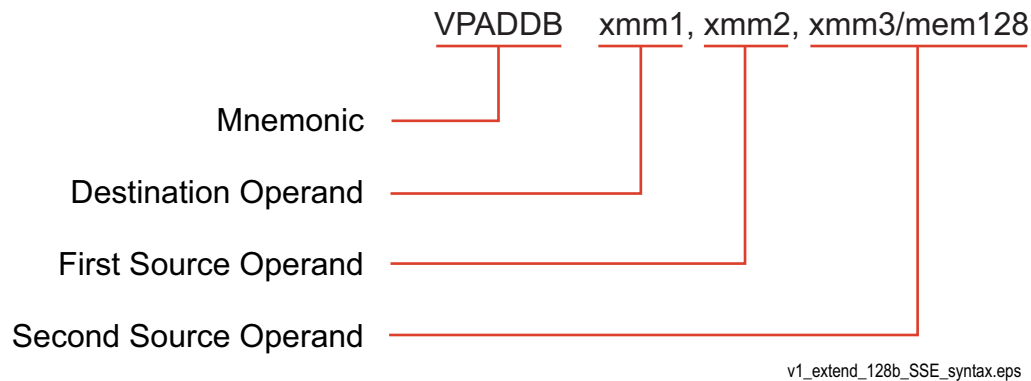 VPADDB xmm1, xmm2, xmm3/mem128
Mnemonic
Destination Operand
First Source Operand
Second Source Operand
v1_extend_128b_SSE_syntax.eps